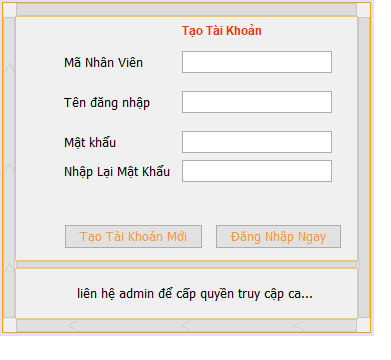 Tạo Tài Khoản
Mã Nhân Viên
Tên đăng nhập
Mật khẩu
Nhập Lại Mật Khẩu
Tạo Tài Khoản Mới
Đăng Nhập Ngay
liên hệ admin để cấp quyền truy cập ca...